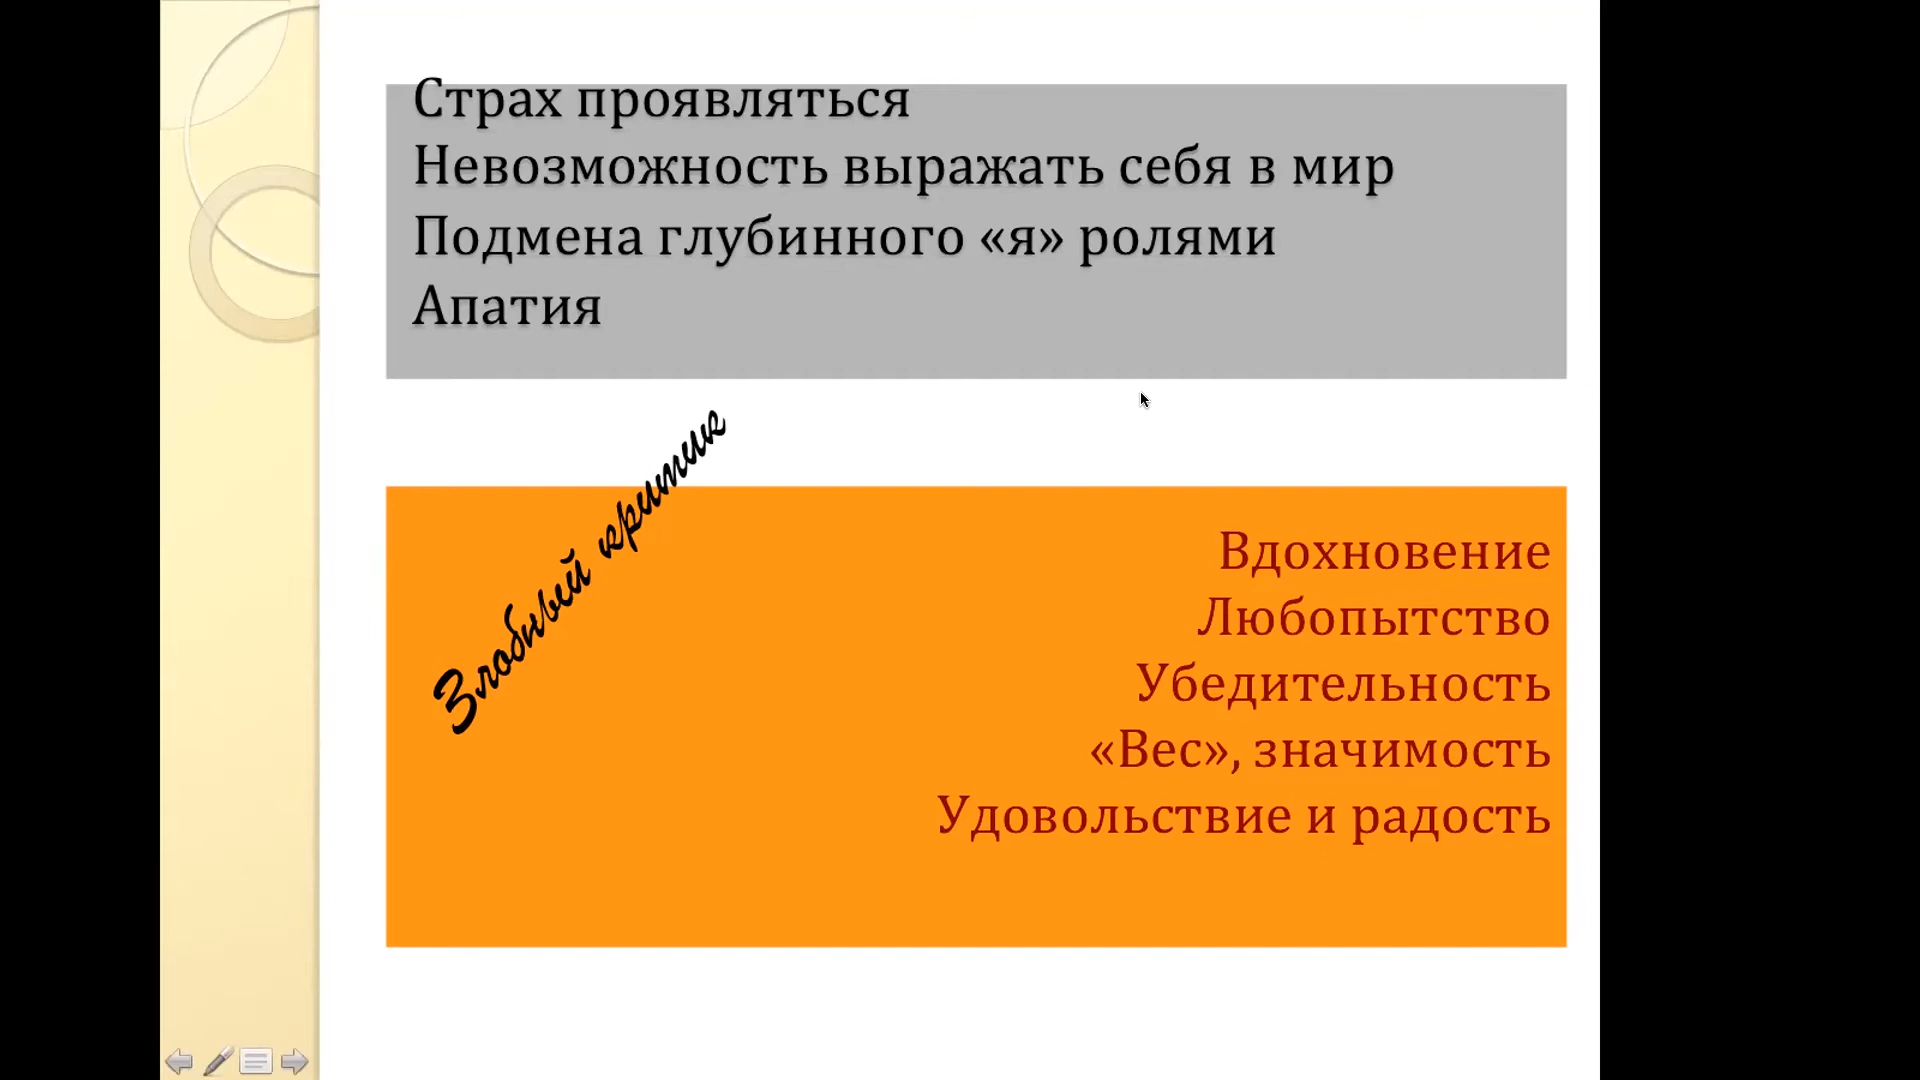 Страх проявляться
Невозможность выражать себя в мир
Подмена глубинного «я» ролями
Апатия
Злобный критик
Вдохновение
Любопытство
Убедительность
«Вес», значимость
Удовольствие и радость